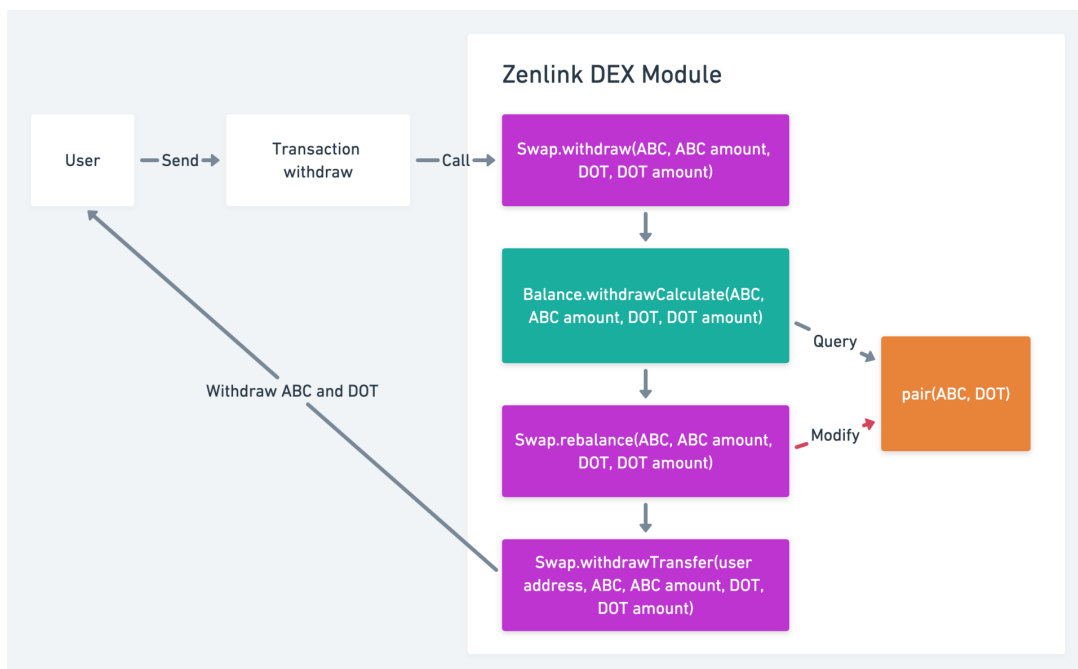 Zenlink DEX Module
User
Send
Transaction
withdraw
Call
Swap.withdraw(ABC, ABC amount,
DOT, DOT amount)
Balance.withdrawCalculate(ABC,
ABC amount, DOT, DOT amount)
Query
pair(ABC, DOT)
Withdraw ABC and DOT
Swap.rebalance(ABC, ABC amount,
DOT, DOT amount)
Modify
Swap.withdrawTransfer(user
address, ABC, ABC amount, DOT,
DOT amount)